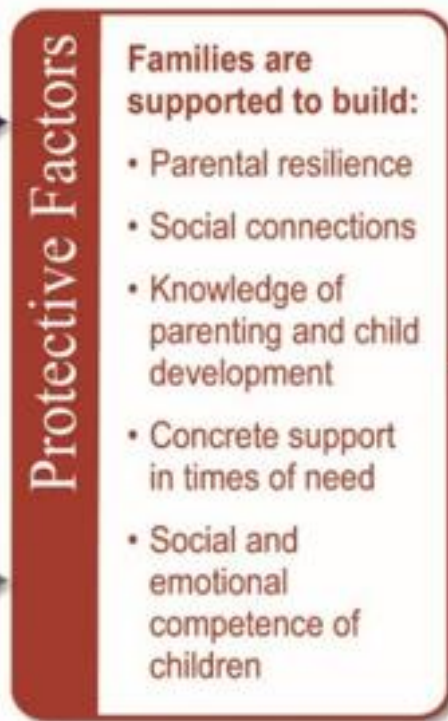 Protective Factors
Families are
supported to build:
• Parental resilience
• Social connections
• Knowledge of
parenting and child
development
• Concrete support
in times of need
• Social and
emotional
competence of
children